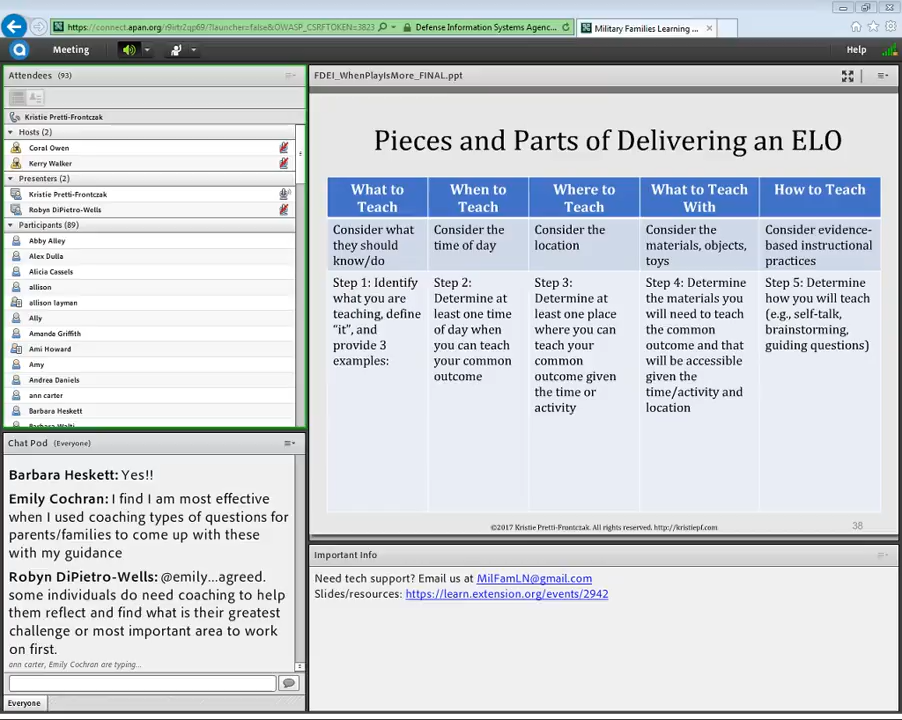 https://connect.apan.org/r9xtr2qp69/?launcher=false&OWASP_CSRFTOKEN=3823
Defense Information Systems Agenc...
Military Families Learning ...
Meeting
Help
Attendees (93)
Kristie Pretti-Frontczak
Hosts (2)
Coral Owen
Kerry Walker
Presenters (2)
Kristie Pretti-Frontczak
Robyn DiPietro-Wells
Participants (89)
Abby Alley
Alex Dulla
Alicia Cassels
allison
allison layman
Ally
Amanda Griffith
Ami Howard
Amy
Andrea Daniels
ann carter
Barbara Heskett
Chat Pod (Everyone)
Barbara Heskett: Yes!!
Emily Cochran: I find I am most effective
when I used coaching types of questions for
parents/families to come up with these
with my guidance
Robyn DiPietro-Wells: @emily...agreed.
some individuals do need coaching to help
them reflect and find what is their greatest
challenge or most important area to work
on first.
ann carter, Emily Cochran are typing...
Everyone
FDEI_WhenPlayIsMore_FINAL.ppt
Pieces and Parts of Delivering an ELO
What to
Teach
When to
Teach
Where to
Teach
What to Teach
With
How to Teach
Consider what
they should
know/do
Consider the
time of day
Consider the
location
Consider the
materials, objects,
toys
Consider evidence-
based instructional
practices
Step 1: Identify
what you are
teaching, define
“it”, and
provide 3
examples:
Step 2:
Determine at
least one time
of day when
you can teach
your common
outcome
Step 3:
Determine at
least one place
where you can
teach your
common
outcome given
the time or
activity
Step 4: Determine
the materials you
will need to teach
the common
outcome and that
will be accessible
given the
time/activity and
location
Step 5: Determine
how you will teach
(e.g., self-talk,
brainstorming,
guiding questions)
©2017 Kristie Pretti-Frontczak. All rights reserved. http://kristiepf.com
38
Important Info
Need tech support? Email us at MilFamLN@gmail.com
Slides/resources: https://learn.extension.org/events/2942